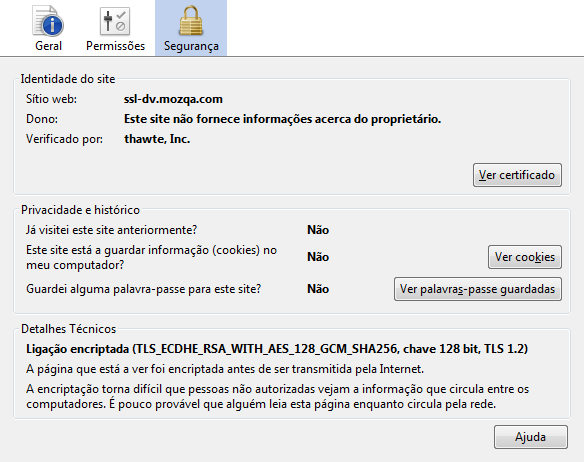 Geral Permissões Segurança
Identidade do site
Sítio web: ssl-dv.mozqa.com
Dono: Este site não fornece informações acerca do proprietário.
Verificado por: thawte, Inc.
Ver certificado
Privacidade e histórico
Já visitei este site anteriormente? Não
Este site está a guardar informação (cookies) no
meu computador? Não Ver cookies
Guardei alguma palavra-passe para este site? Não Ver palavras-passe guardadas
Detalhes Técnicos
Ligação encriptada (TLS_ECDHE_RSA_WITH_AES_128_GCM_SHA256, chave 128 bit, TLS 1.2)
A página que está a ver foi encriptada antes de ser transmitida pela Internet.
A encriptação torna difícil que pessoas não autorizadas vejam a informação que circula entre os
computadores. É pouco provável que alguém leia esta página enquanto circula pela rede.
Ajuda